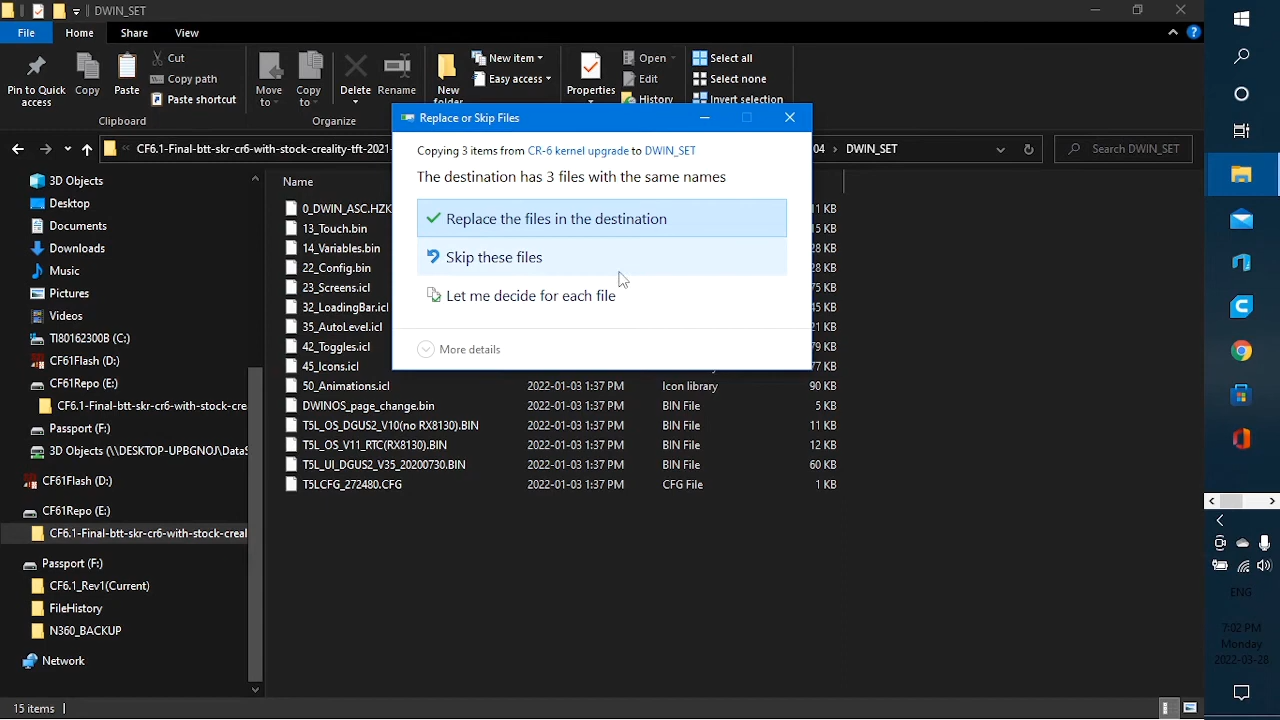 DWIN_SET
File
Home
Share
View
Pin to Quick access
Copy
Paste
Cut
Copy path
Paste shortcut
Clipboard
Move to
Copy to
Delete
Rename
Organize
New folder
New item
Easy access
Properties
Open
Edit
History
Select all
Select none
Invert selection
CF6.1-Final-btt-skr-cr6-with-stock-creality-tft-2021-
04 › DWIN_SET
Search DWIN_SET
Replace or Skip Files
Copying 3 items from CR-6 kernel upgrade to DWIN_SET
The destination has 3 files with the same names
Replace the files in the destination
Skip these files
Let me decide for each file
More details
3D Objects
Desktop
Documents
Downloads
Music
Pictures
Videos
TI80162300B (C:)
CF61Flash (D:)
CF61Repo (E:)
CF6.1-Final-btt-skr-cr6-with-stock-cre
Passport (F:)
3D Objects (\\DESKTOP-UPBGNOJ\DataS
CF61Flash (D:)
CF61Repo (E:)
CF6.1-Final-btt-skr-cr6-with-stock-creal
Passport (F:)
CF6.1_Rev1(Current)
FileHistory
N360_BACKUP
Network
Name
0_DWIN_ASC.HZK
13_Touch.bin
14_Variables.bin
22_Config.bin
23_Screens.icl
32_LoadingBar.icl
35_AutoLevel.icl
42_Toggles.icl
45_Icons.icl
50_Animations.icl 2022-01-03 1:37 PM Icon library 90 KB
DWINOS_page_change.bin 2022-01-03 1:37 PM BIN File 5 KB
T5L_OS_DGUS2_V10(no RX8130).BIN 2022-01-03 1:37 PM BIN File 11 KB
T5L_OS_V11_RTC(RX8130).BIN 2022-01-03 1:37 PM BIN File 12 KB
T5L_UI_DGUS2_V35_20200730.BIN 2022-01-03 1:37 PM BIN File 60 KB
T5LCFG_272480.CFG 2022-01-03 1:37 PM CFG File 1 KB
15 items
ENG
7:02 PM
Monday
2022-03-28